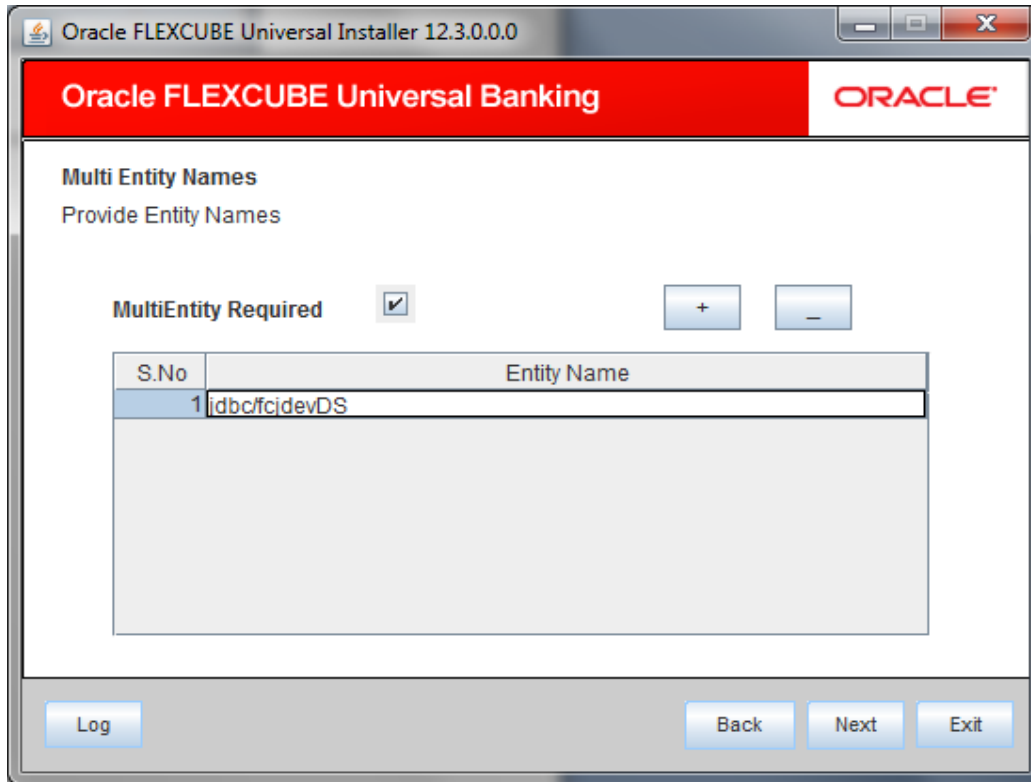 Oracle FLEXCUBE Universal Installer 12.3.0.0.0
Oracle FLEXCUBE Universal Banking ORACLE
Multi Entity Names
Provide Entity Names
MultiEntity Required + _
S.No Entity Name
1 jdbc/fcjdevDS
Log Back Next Exit